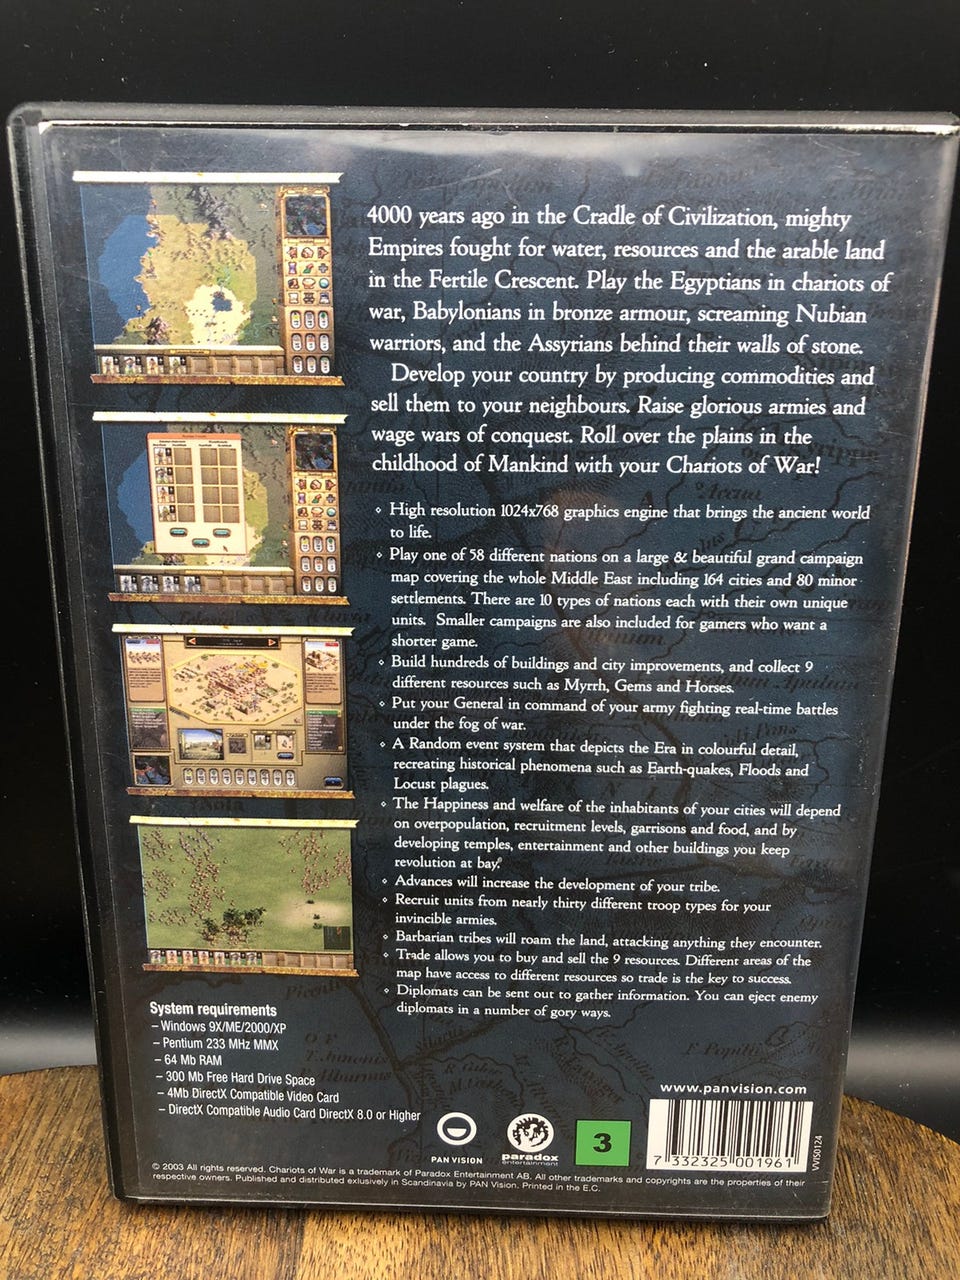 4000 years ago in the Cradle of Civilization, mighty
Empires fought for water, resources and the arable land
in the Fertile Crescent. Play the Egyptians in chariots of
war, Babylonians in bronze armour, screaming Nubian
warriors, and the Assyrians behind their walls of stone.
Develop your country by producing commodities and
sell them to your neighbours. Raise glorious armies and
wage wars of conquest. Roll over the plains in the
childhood of Mankind with your Chariots of War!
⋄ High resolution 1024x768 graphics engine that brings the ancient world
to life.
⋄ Play one of 58 different nations on a large & beautiful grand campaign
map covering the whole Middle East including 164 cities and 80 minor
settlements. There are 10 types of nations each with their own unique
units. Smaller campaigns are also included for gamers who want a
shorter game.
⋄ Build hundreds of buildings and city improvements, and collect 9
different resources such as Myrrh, Gems and Horses.
⋄ Put your General in command of your army fighting real-time battles
under the fog of war.
⋄ A Random event system that depicts the Era in colourful detail,
recreating historical phenomena such as Earth-quakes, Floods and
Locust plagues.
⋄ The Happiness and welfare of the inhabitants of your cities will depend
on overpopulation, recruitment levels, garrisons and food, and by
developing temples, entertainment and other buildings you keep
revolution at bay.
⋄ Advances will increase the development of your tribe.
⋄ Recruit units from nearly thirty different troop types for your
invincible armies.
⋄ Barbarian tribes will roam the land, attacking anything they encounter.
⋄ Trade allows you to buy and sell the 9 resources. Different areas of the
map have access to different resources so trade is the key to success.
⋄ Diplomats can be sent out to gather information. You can eject enemy
diplomats in a number of gory ways.
System requirements
– Windows 9X/ME/2000/XP
– Pentium 233 MHz MMX
– 64 Mb RAM
– 300 Mb Free Hard Drive Space
– 4Mb DirectX Compatible Video Card
– DirectX Compatible Audio Card DirectX 8.0 or Higher
www.panvision.com
PAN VISION
paradox
entertainment
3
7 332325 001961
VVIS0124
© 2003 All rights reserved. Chariots of War is a trademark of Paradox Entertainment AB. All other trademarks and copyrights are the properties of their
respective owners. Published and distributed exlusively in Scandinavia by PAN Vision. Printed in the E.C.